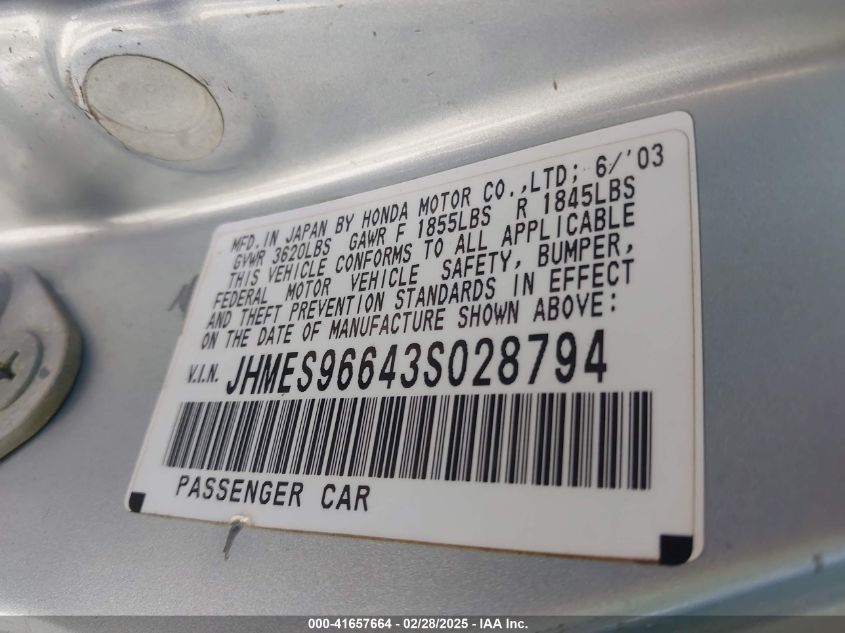 MFD. IN JAPAN BY HONDA MOTOR CO.,LTD; 6/'03
GVWR 3620LBS GAWR F 1855LBS R 1845LBS
THIS VEHICLE CONFORMS TO ALL APPLICABLE
FEDERAL MOTOR VEHICLE SAFETY, BUMPER,
AND THEFT PREVENTION STANDARDS IN EFFECT
ON THE DATE OF MANUFACTURE SHOWN ABOVE:
V.I.N. JHMES96643S028794
PASSENGER CAR
000-41657664 - 02/28/2025 - IAA Inc.